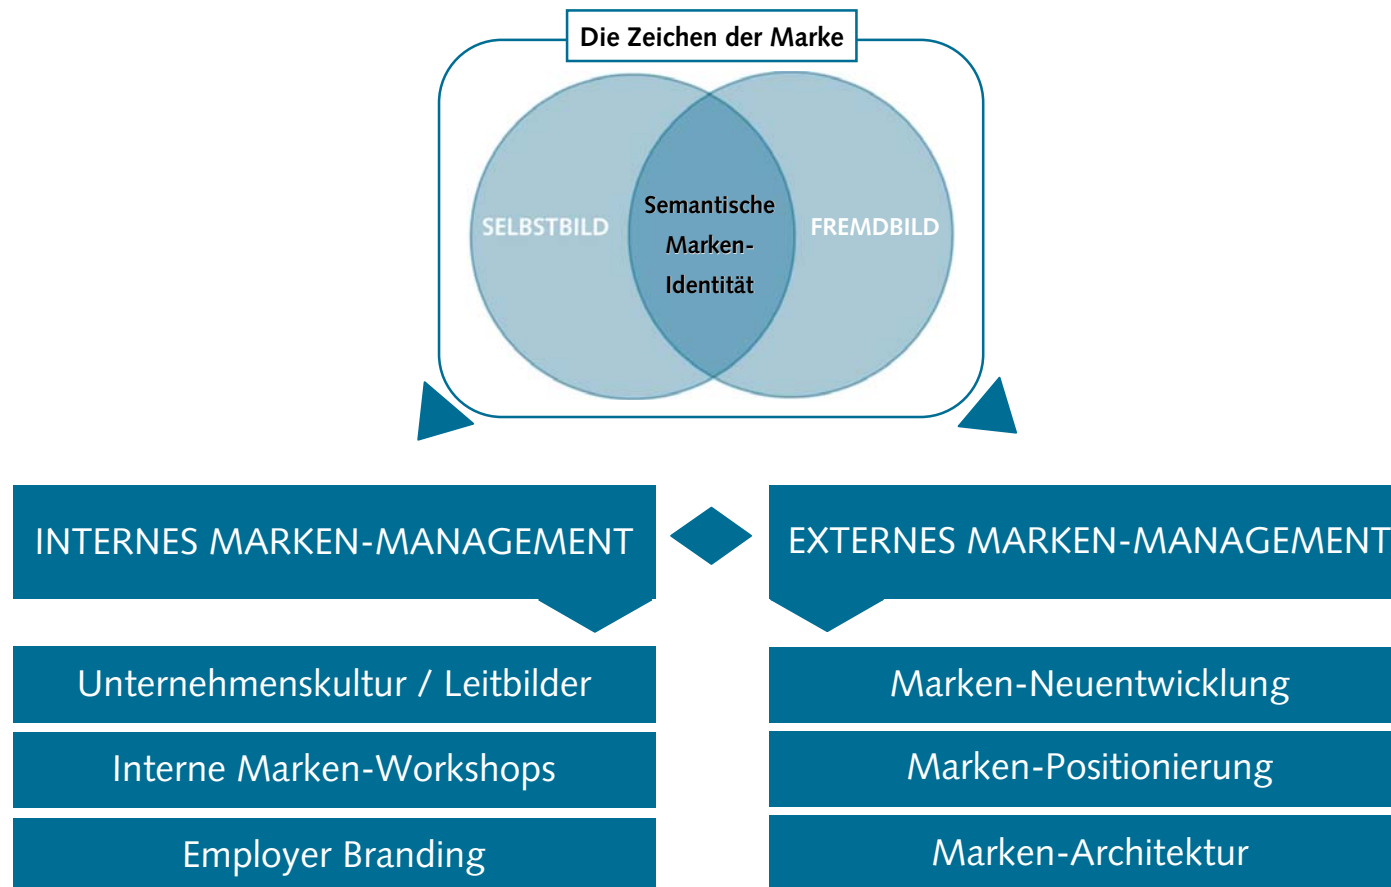 Die Zeichen der Marke
SELBSTBILD
Semantische
Marken-
Identität
FREMDBILD
INTERNES MARKEN-MANAGEMENT
Unternehmenskultur / Leitbilder
Interne Marken-Workshops
Employer Branding
EXTERNES MARKEN-MANAGEMENT
Marken-Neuentwicklung
Marken-Positionierung
Marken-Architektur